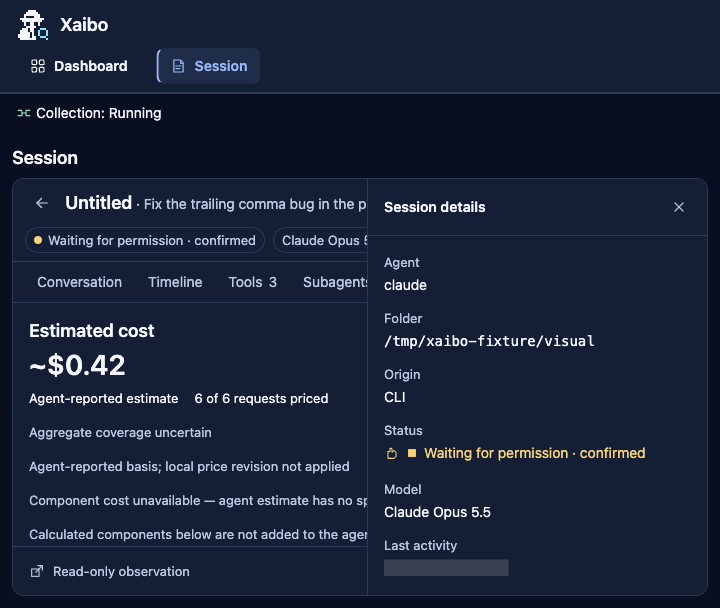 Xaibo
Dashboard
Session
Collection: Running
Session
Untitled · Fix the trailing comma bug in the p
Waiting for permission · confirmed
Claude Opus 5
Conversation
Timeline
Tools 3
Subagents
Estimated cost
~$0.42
Agent-reported estimate
6 of 6 requests priced
Aggregate coverage uncertain
Agent-reported basis; local price revision not applied
Component cost unavailable — agent estimate has no sp
Calculated components below are not added to the agen
Read-only observation
Session details
Agent
claude
Folder
/tmp/xaibo-fixture/visual
Origin
CLI
Status
Waiting for permission · confirmed
Model
Claude Opus 5.5
Last activity